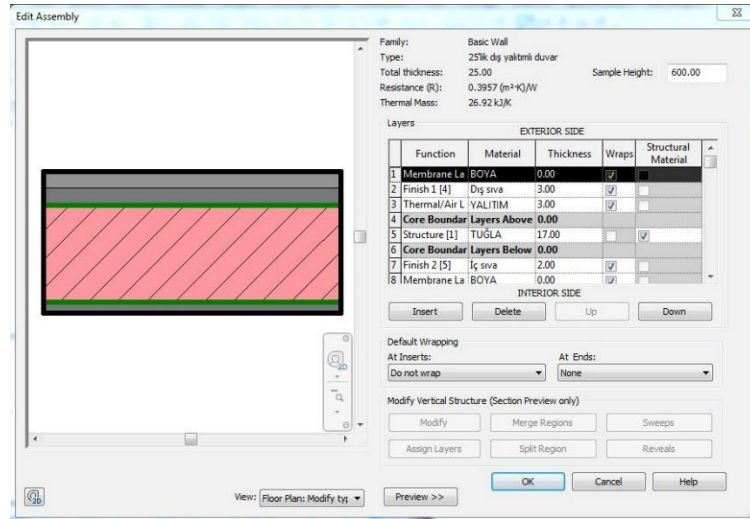 Edit Assembly
Family: Basic Wall
Type: 25'lik dış yalıtımlı duvar
Total thickness: 25.00 Sample Height: 600.00
Resistance (R): 0.3957 (m²·K)/W
Thermal Mass: 26.92 kJ/K
Layers
EXTERIOR SIDE
Function Material Thickness Wraps Structural Material
1 Membrane La BOYA 0.00
2 Finish 1 [4] Dış sıva 3.00
3 Thermal/Air L YALITIM 3.00
4 Core Boundar Layers Above 0.00
5 Structure [1] TUĞLA 17.00
6 Core Boundar Layers Below 0.00
7 Finish 2 [5] İç sıva 2.00
8 Membrane La BOYA 0.00
INTERIOR SIDE
Insert Delete Up Down
Default Wrapping
At Inserts: At Ends:
Do not wrap None
Modify Vertical Structure (Section Preview only)
Modify Merge Regions Sweeps
Assign Layers Split Region Reveals
OK Cancel Help
View: Floor Plan: Modify typ Preview >>
2D
2D